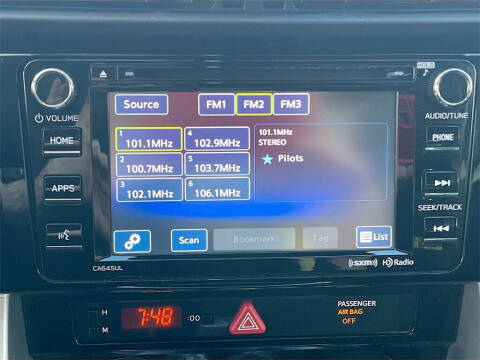 HOLD
VOLUME
AUDIO/TUNE
Source
FM1 FM2 FM3
1 101.1MHz
4 102.9MHz
2 100.7MHz
5 103.7MHz
3 102.1MHz
6 106.1MHz
101.1MHz
STEREO
Pilots
HOME
APPS
PHONE
SEEK/TRACK
Scan
Bookmark
Tag
List
CA645UL
((sxm))
HD Radio
H
M
7:48
:00
PASSENGER
AIR BAG
OFF